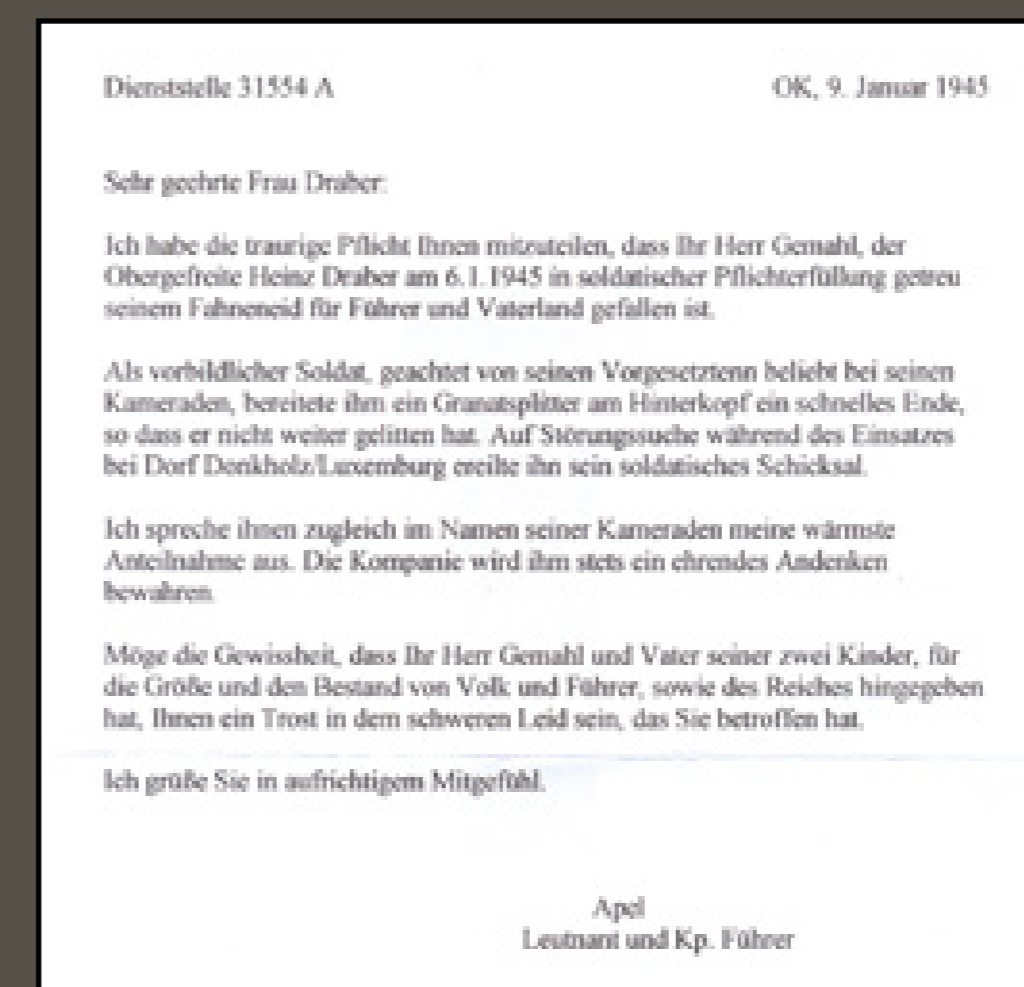 Dienststelle 31554 A OK, 9. Januar 1945
Sehr geehrte Frau Draber:
Ich habe die traurige Pflicht Ihnen mitzuteilen, dass Ihr Herr Gemahl, der
Obergefreite Heinz Draber am 6.1.1945 in soldatischer Pflichterfüllung getreu
seinem Fahneneid für Führer und Vaterland gefallen ist.
Als vorbildlicher Soldat, geachtet von seinen Vorgesetztenn beliebt bei seinen
Kameraden, bereitete ihm ein Granatsplitter am Hinterkopf ein schnelles Ende,
so dass er nicht weiter gelitten hat. Auf Störungssuche während des Einsatzes
bei Dorf Donkholz/Luxemburg ereilte ihn sein soldatisches Schicksal.
Ich spreche ihnen zugleich im Namen seiner Kameraden meine wärmste
Anteilnahme aus. Die Kompanie wird ihm stets ein ehrendes Andenken
bewahren.
Möge die Gewissheit, dass Ihr Herr Gemahl und Vater seiner zwei Kinder, für
die Größe und den Bestand von Volk und Führer, sowie des Reiches hingegeben
hat, Ihnen ein Trost in dem schweren Leid sein, das Sie betroffen hat.
Ich grüße Sie in aufrichtigem Mitgefühl.
Apel
Leutnant und Kp. Führer